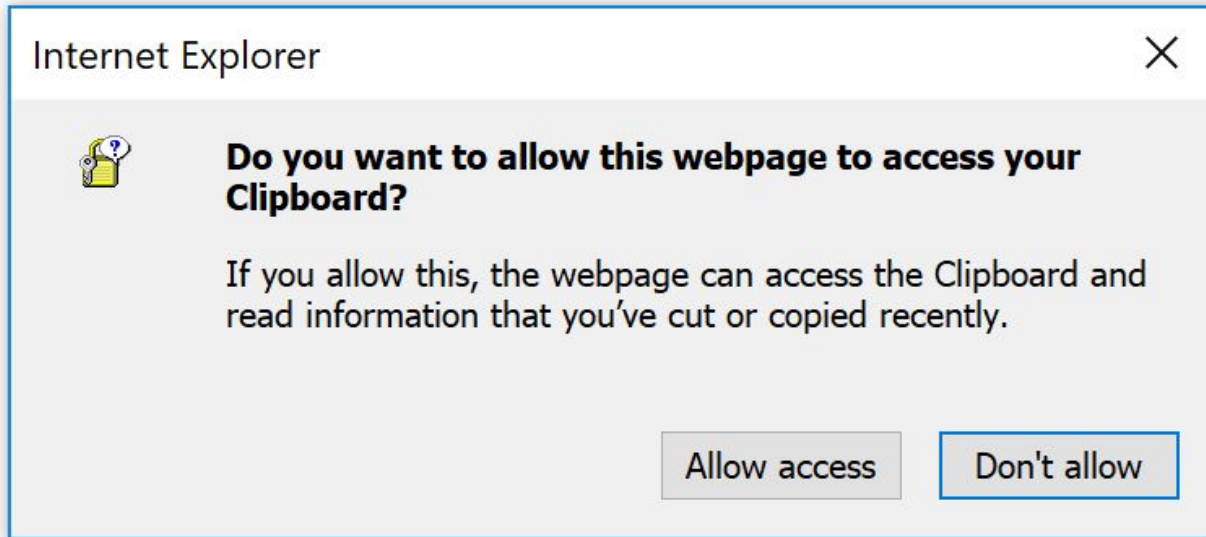 Internet Explorer
Do you want to allow this webpage to access your
Clipboard?
If you allow this, the webpage can access the Clipboard and
read information that you’ve cut or copied recently.
Allow access
Don't allow